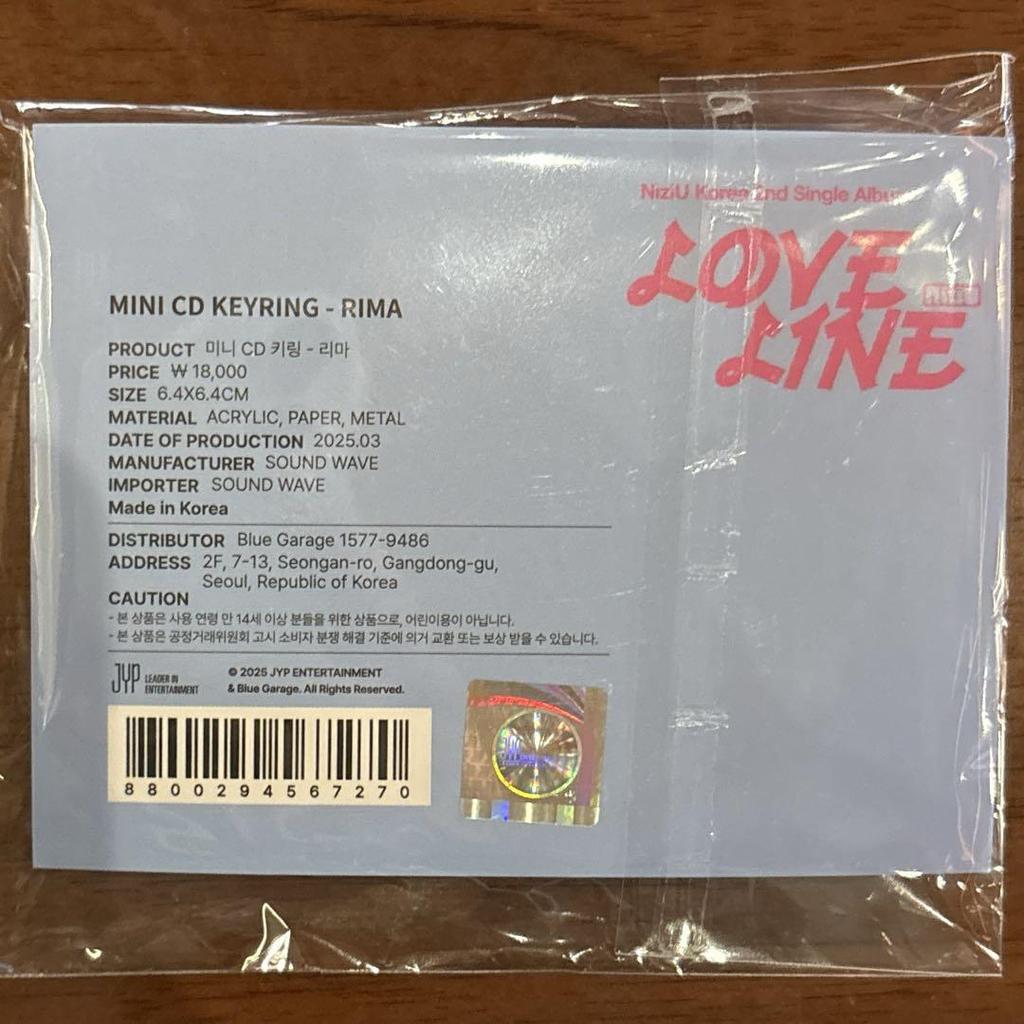 NiziU Korea 2nd Single Album
LOVE
LINE
NiziU
MINI CD KEYRING - RIMA
PRODUCT 미니 CD 키링 - 리마
PRICE ₩ 18,000
SIZE 6.4X6.4CM
MATERIAL ACRYLIC, PAPER, METAL
DATE OF PRODUCTION 2025.03
MANUFACTURER SOUND WAVE
IMPORTER SOUND WAVE
Made in Korea
DISTRIBUTOR Blue Garage 1577-9486
ADDRESS 2F, 7-13, Seongan-ro, Gangdong-gu,
Seoul, Republic of Korea
CAUTION
- 본 상품은 사용 연령 만 14세 이상 분들을 위한 상품으로, 어린이용이 아닙니다.
- 본 상품은 공정거래위원회 고시 소비자 분쟁 해결 기준에 의거 교환 또는 보상 받을 수 있습니다.
JYP LEADER IN
ENTERTAINMENT
© 2025 JYP ENTERTAINMENT
& Blue Garage. All Rights Reserved.
8800294567270
JYP